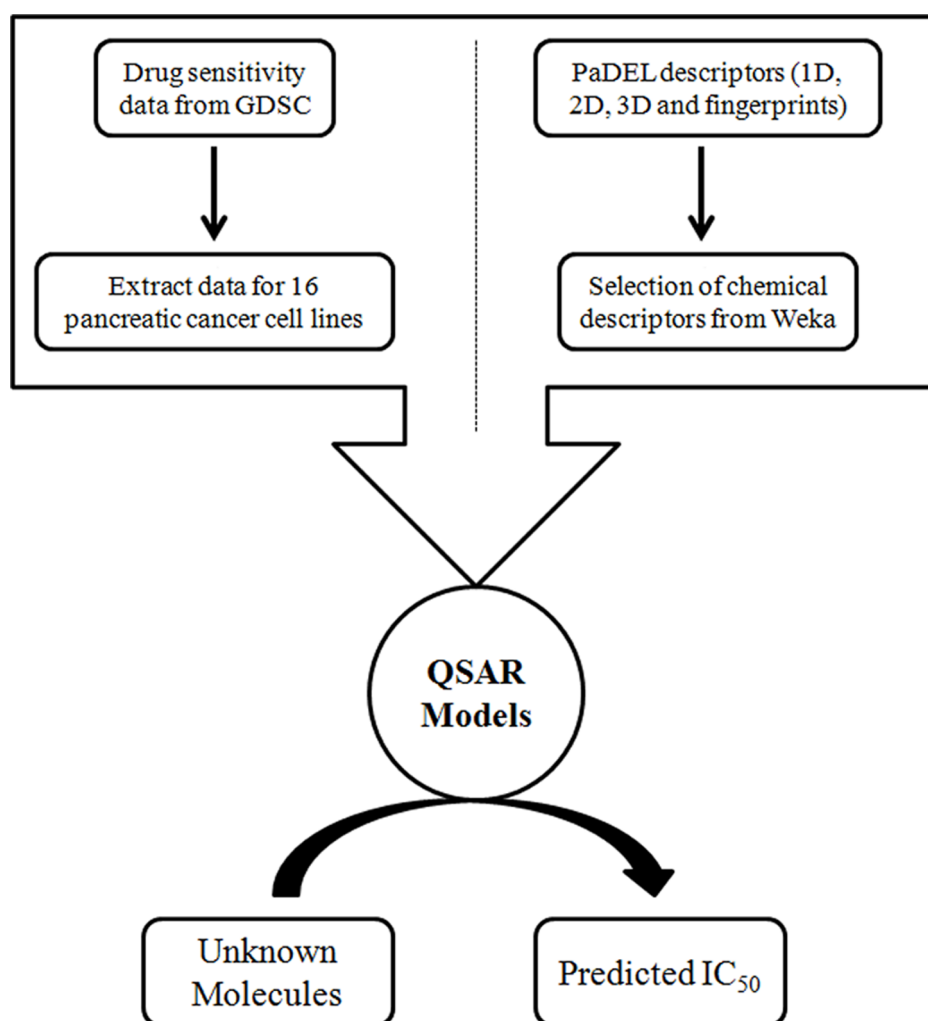 Drug sensitivity
data from GDSC
PaDEL descriptors (1D,
2D, 3D and fingerprints)
Extract data for 16
pancreatic cancer cell lines
Selection of chemical
descriptors from Weka
QSAR
Models
Unknown
Molecules
Predicted IC₅₀